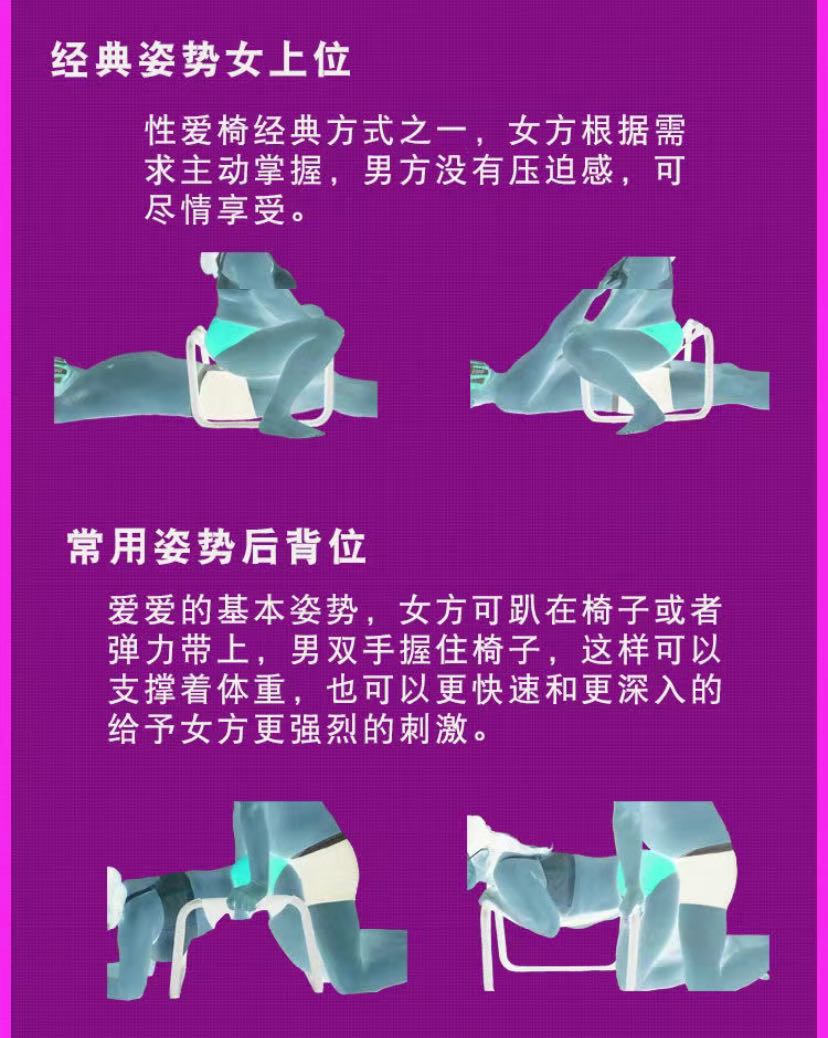 经典姿势女上位
性爱椅经典方式之一，女方根据需
求主动掌握，男方没有压迫感，可
尽情享受。
常用姿势后背位
爱爱的基本姿势，女方可趴在椅子或者
弹力带上，男双手握住椅子，这样可以
支撑着体重，也可以更快速和更深入的
给予女方更强烈的刺激。